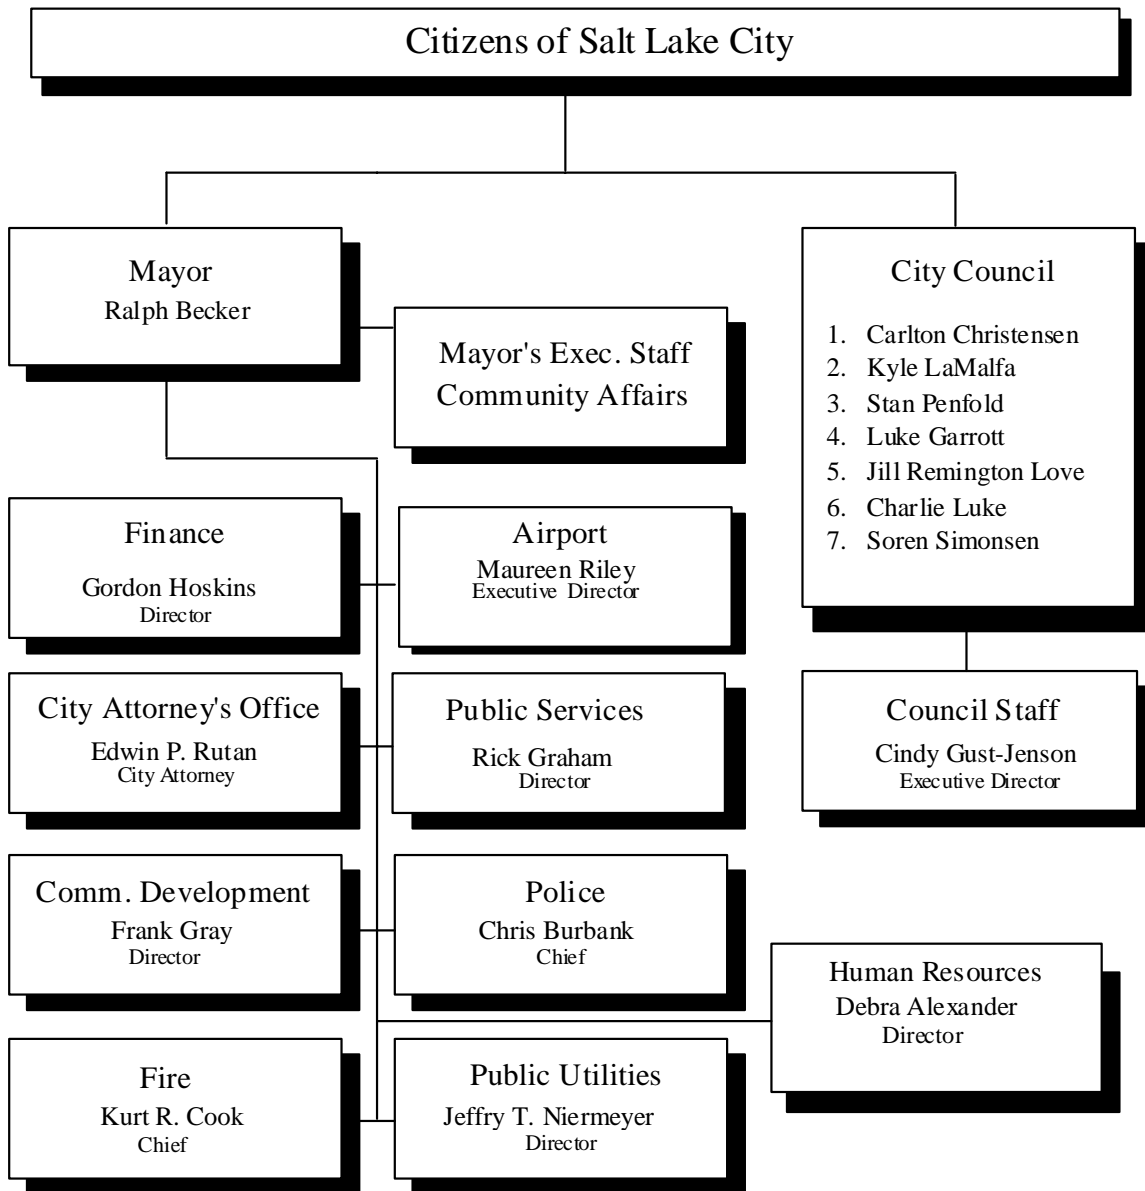 Citizens of Salt Lake City
Mayor
Ralph Becker
Mayor's Exec. Staff
Community Affairs
City Council
1. Carlton Christensen
2. Kyle LaMalfa
3. Stan Penfold
4. Luke Garrott
5. Jill Remington Love
6. Charlie Luke
7. Soren Simonsen
Finance
Gordon Hoskins
Director
Airport
Maureen Riley
Executive Director
City Attorney's Office
Edwin P. Rutan
City Attorney
Public Services
Rick Graham
Director
Council Staff
Cindy Gust-Jenson
Executive Director
Comm. Development
Frank Gray
Director
Police
Chris Burbank
Chief
Human Resources
Debra Alexander
Director
Fire
Kurt R. Cook
Chief
Public Utilities
Jeffry T. Niermeyer
Director